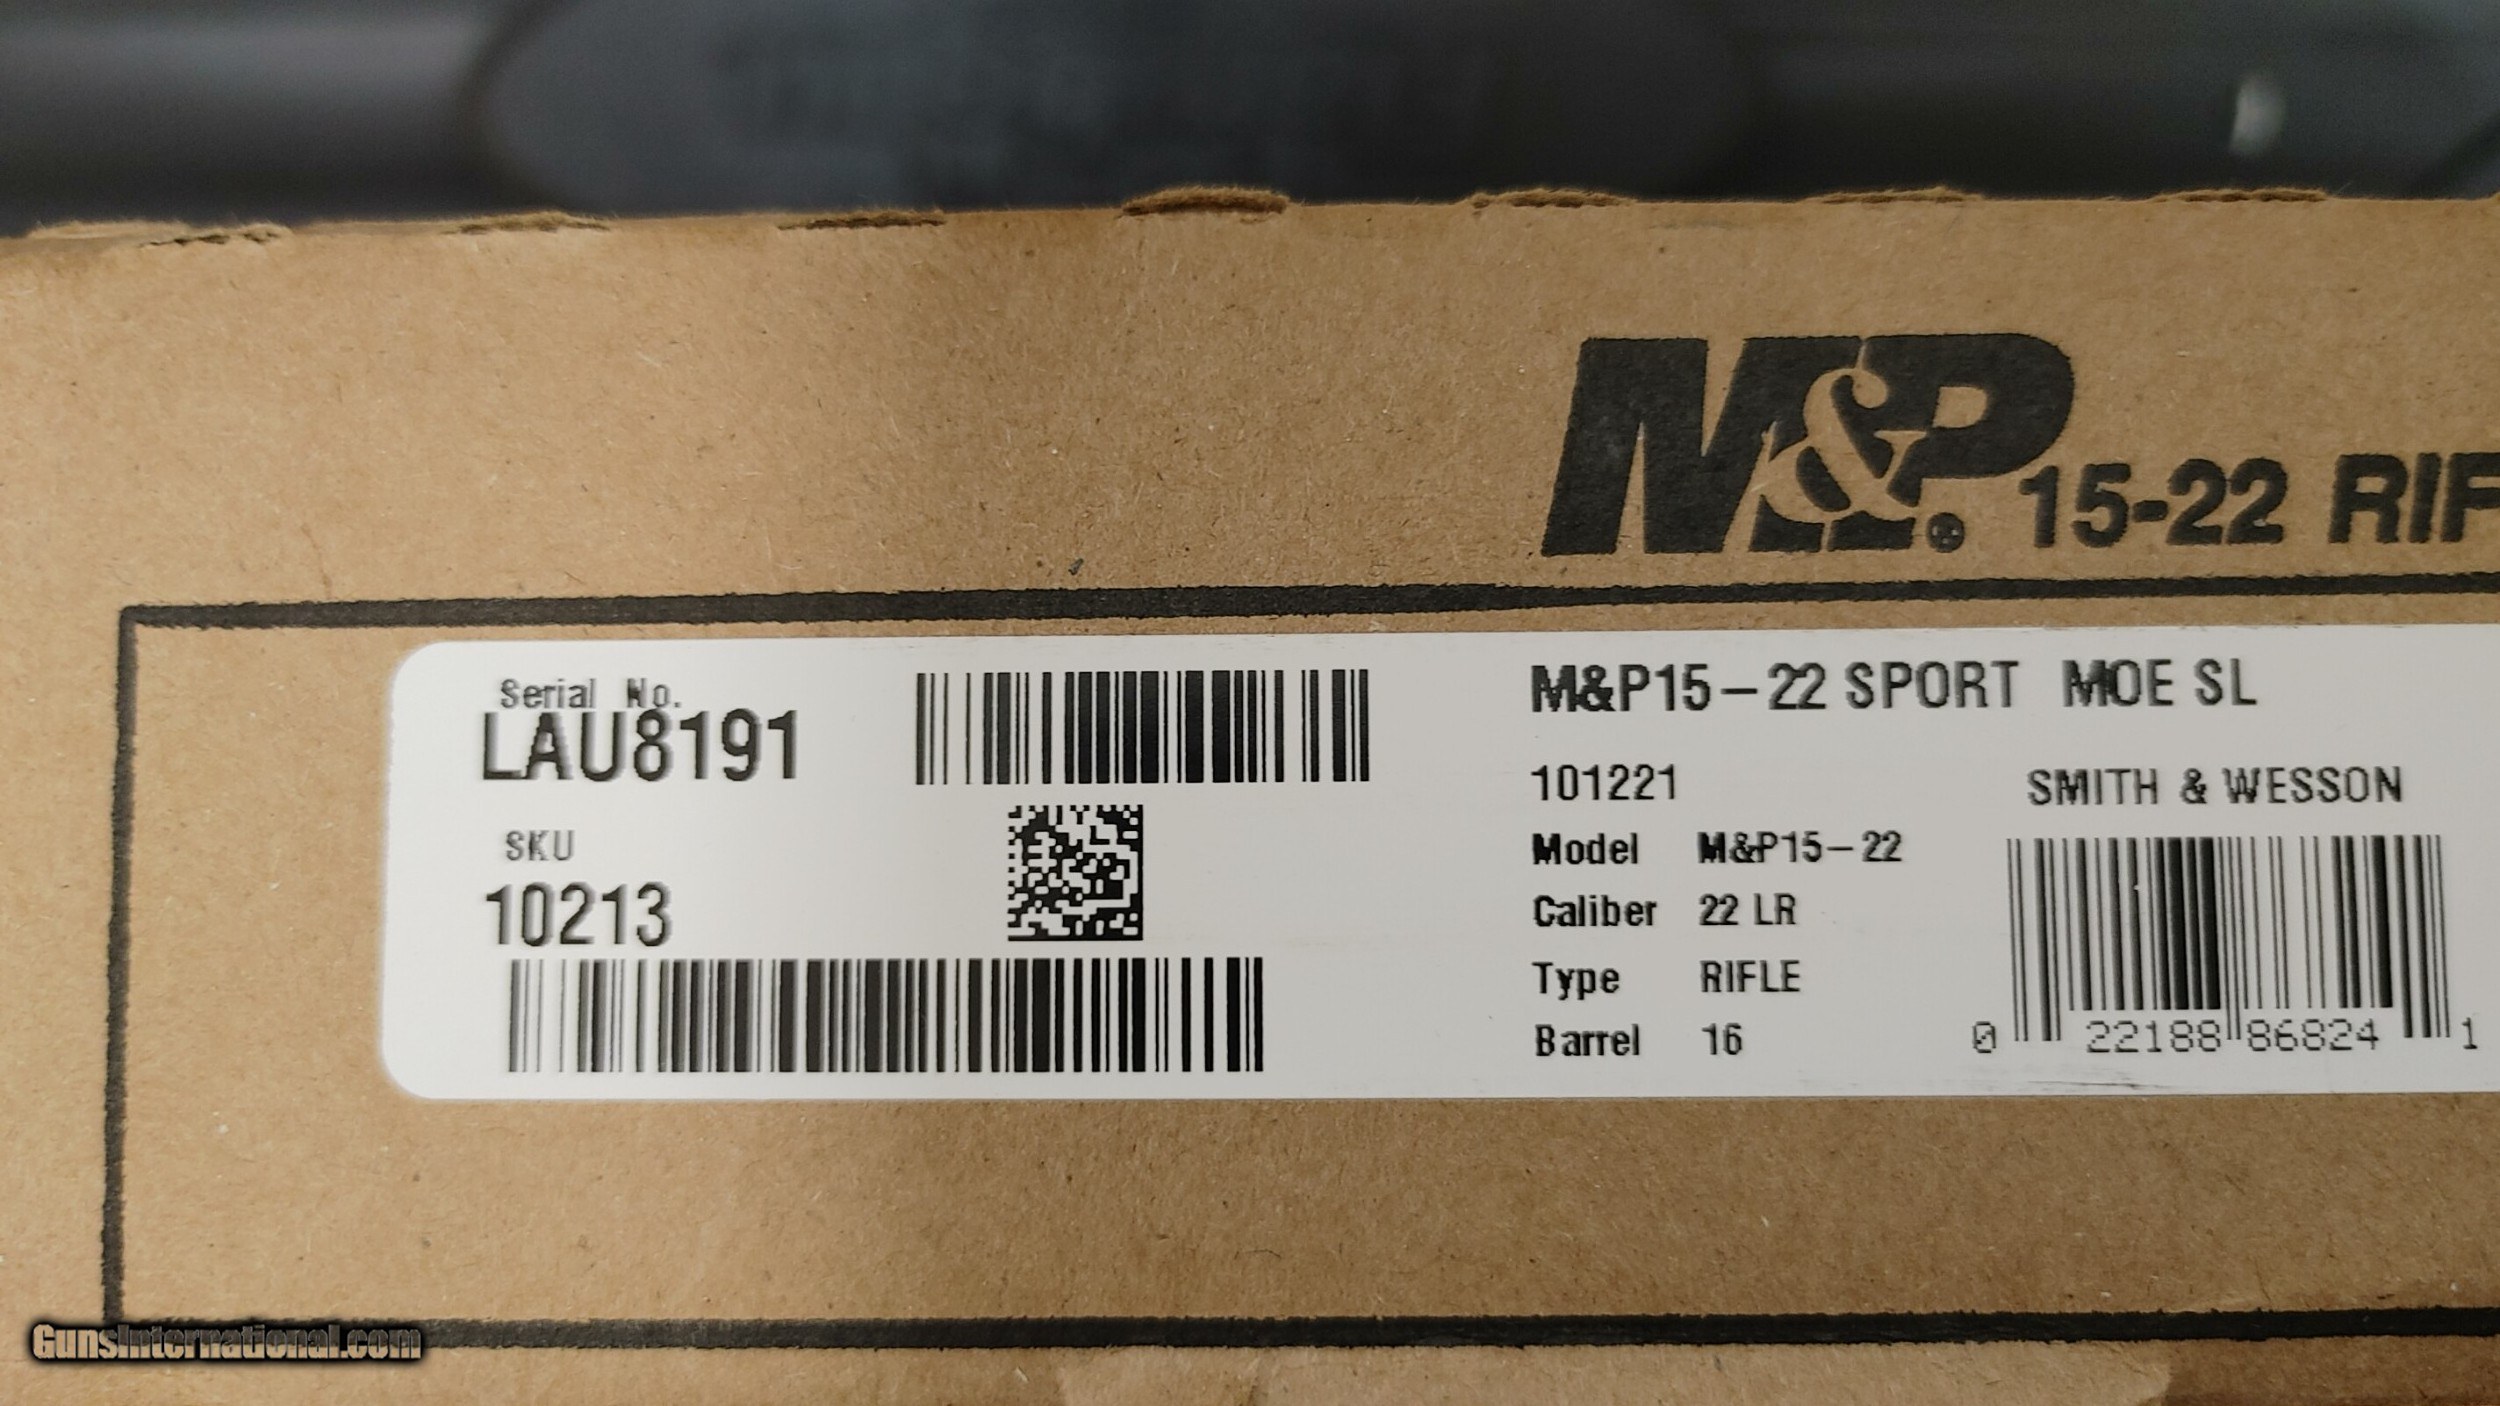 M&P® 15-22 RIF
Serial No.
LAU8191
SKU
10213
M&P15-22 SPORT MOE SL
101221
SMITH & WESSON
Model M&P15-22
Caliber 22 LR
Type RIFLE
Barrel 16
0 22188 86824 1
GunsInternational.com